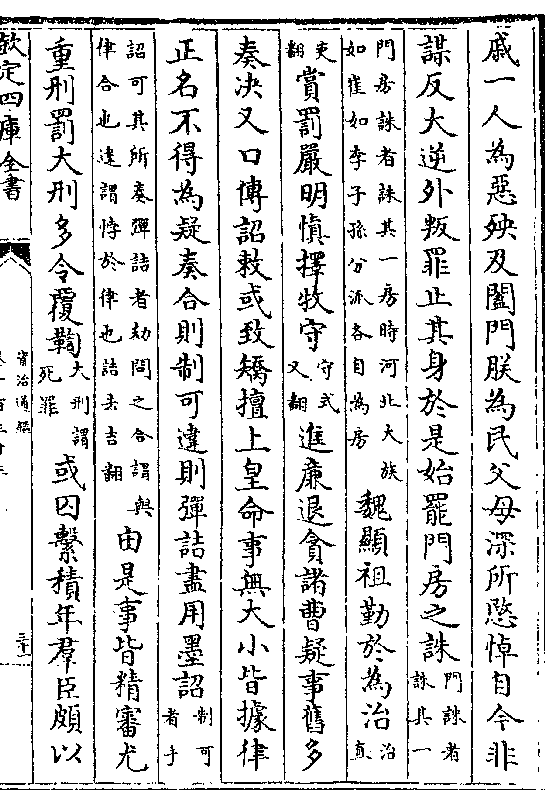 戚一人為惡殃及闔門朕為民父母深所愍悼自今非
謀反大逆外叛罪止其身於是始罷門房之誅門誅者誅其一
門房誅者誅其一房時河北大族如崔如李子孫分派各自為房魏顯祖勤於為治治直
吏翻賞罰嚴明慎擇牧守守式又翻進廉退貪諸曹疑事舊多
奏决又口傳詔敕或致矯擅上皇命事無大小皆據律
正名不得為疑奏合則制可違則彈詰盡用墨詔制可者手
詔可其所奏彈詰者劾問之合謂與律合也違謂悖於律也詰去吉翻由是事皆精審尤
重刑罰大刑多令覆鞫大刑謂死罪或囚繫積年羣臣頗以
欽定四庫全書
資治通鑑
三十